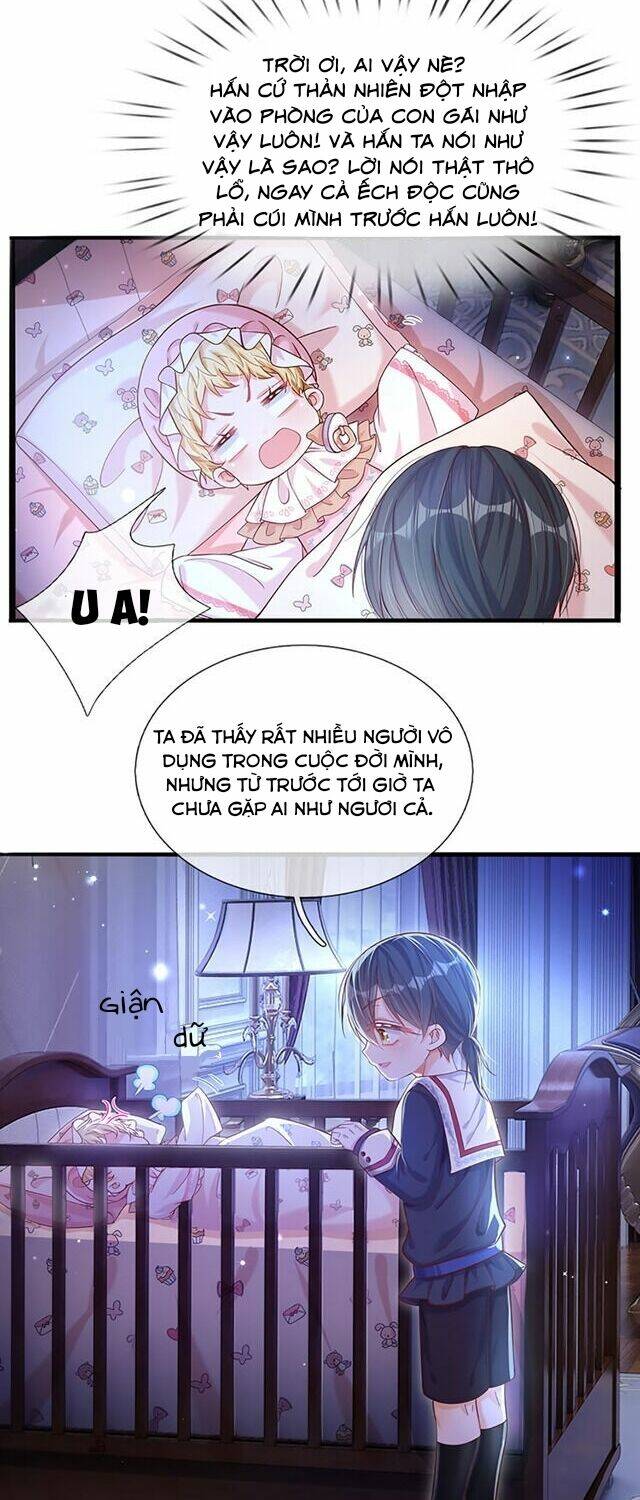 TRỜI ƠI, AI VẬY NÈ?
HẮN CỨ THẢN NHIÊN ĐỘT NHẬP
VÀO PHÒNG CỦA CON GÁI NHƯ
VẬY LUÔN! VÀ HẮN TA NÓI NHƯ
VẬY LÀ SAO? LỜI NÓI THẬT THÔ
LỖ, NGAY CẢ ẾCH ĐỘC CŨNG
PHẢI CÚI MÌNH TRƯỚC HẮN LUÔN!
U A!
TA ĐÃ THẤY RẤT NHIỀU NGƯỜI VÔ
DỤNG TRONG CUỘC ĐỜI MÌNH,
NHƯNG TỪ TRƯỚC TỚI GIỜ TA
CHƯA GẶP AI NHƯ NGƯƠI CẢ.
Giận
dữ